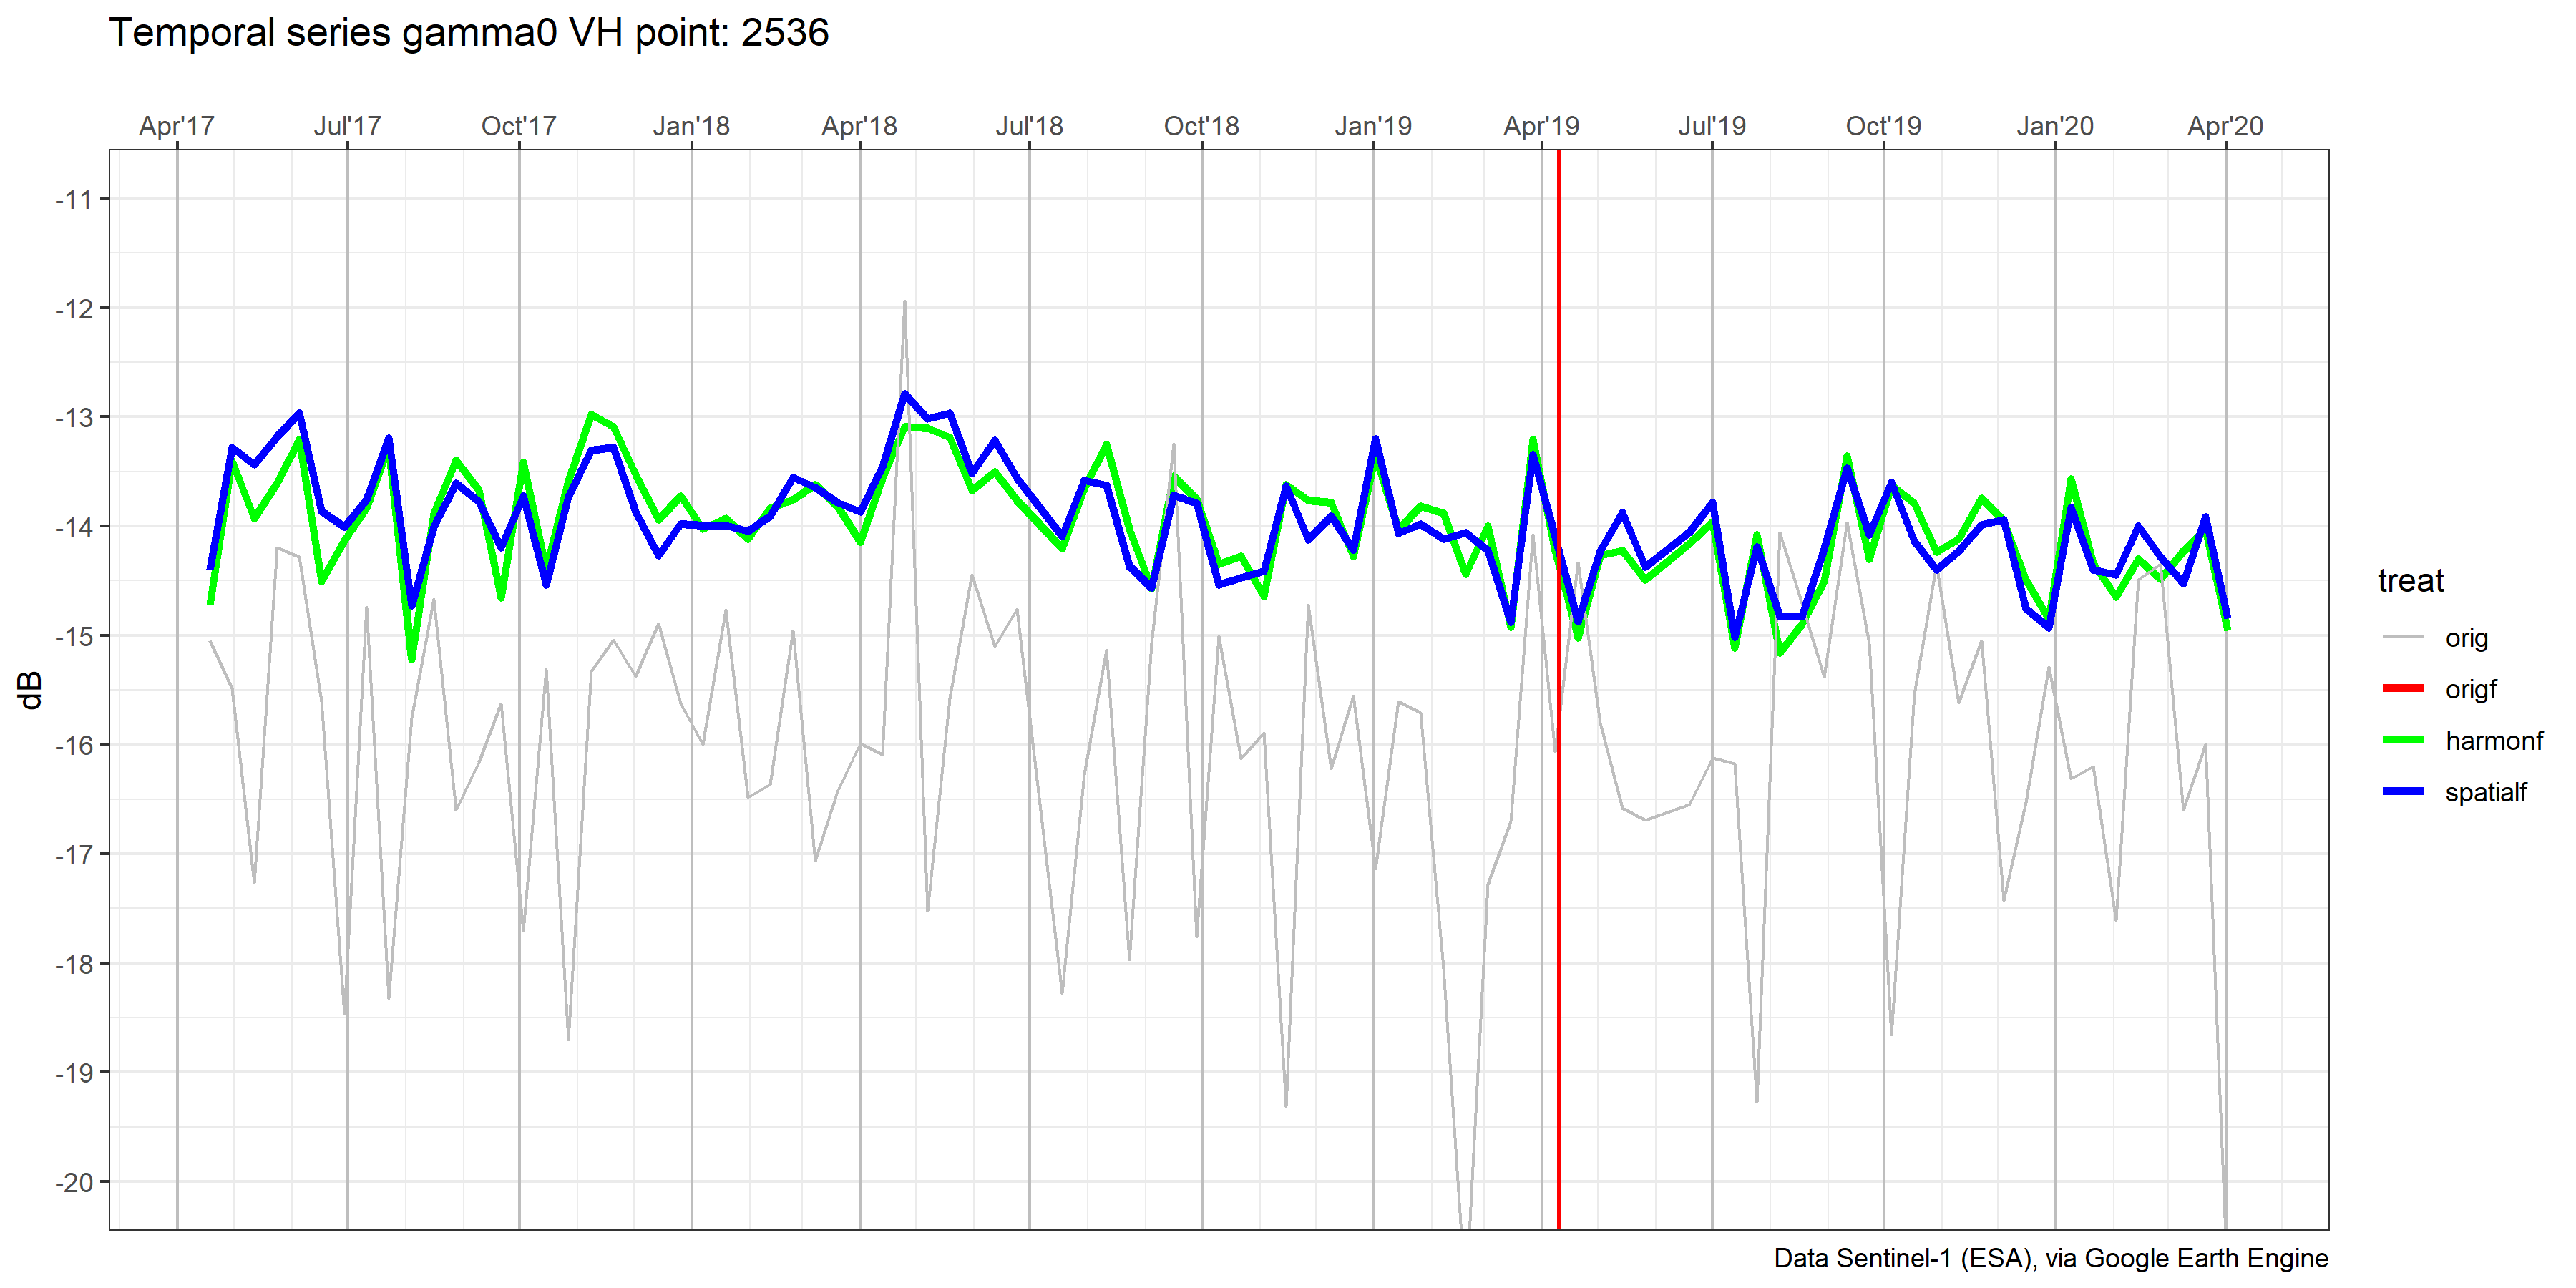 Temporal series gamma0 VH point: 2536
Apr'17 Jul'17 Oct'17 Jan'18 Apr'18 Jul'18 Oct'18 Jan'19 Apr'19 Jul'19 Oct'19 Jan'20 Apr'20
-11
-12
-13
-14
-15
-16
-17
-18
-19
-20
dB
treat
orig
origf
harmonf
spatialf
Data Sentinel-1 (ESA), via Google Earth Engine